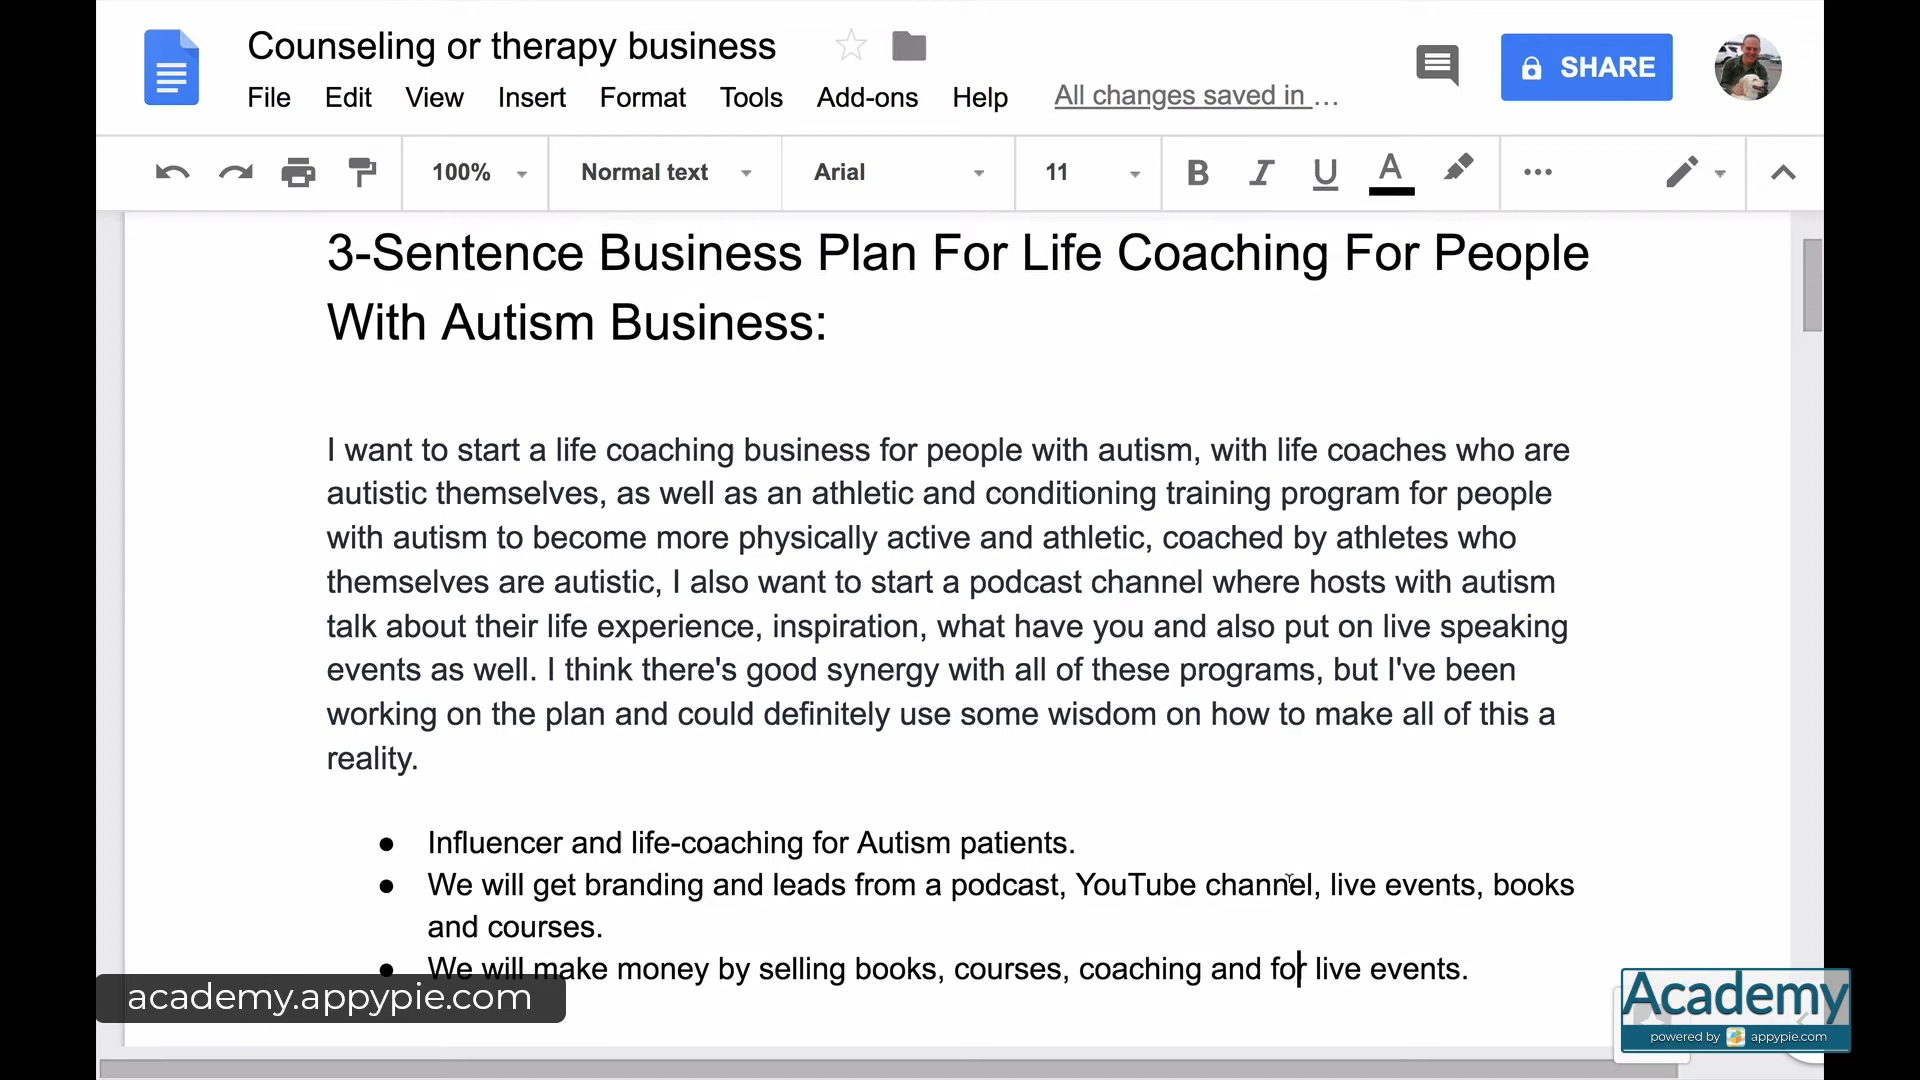 Counseling or therapy business
File Edit View Insert Format Tools Add-ons Help All changes saved in ...
SHARE
100% Normal text Arial 11 B I U A
3-Sentence Business Plan For Life Coaching For People
With Autism Business:
I want to start a life coaching business for people with autism, with life coaches who are
autistic themselves, as well as an athletic and conditioning training program for people
with autism to become more physically active and athletic, coached by athletes who
themselves are autistic, I also want to start a podcast channel where hosts with autism
talk about their life experience, inspiration, what have you and also put on live speaking
events as well. I think there's good synergy with all of these programs, but I've been
working on the plan and could definitely use some wisdom on how to make all of this a
reality.
● Influencer and life-coaching for Autism patients.
● We will get branding and leads from a podcast, YouTube channel, live events, books
and courses.
● We will make money by selling books, courses, coaching and for live events.
academy.appypie.com
Academy
powered by appypie.com